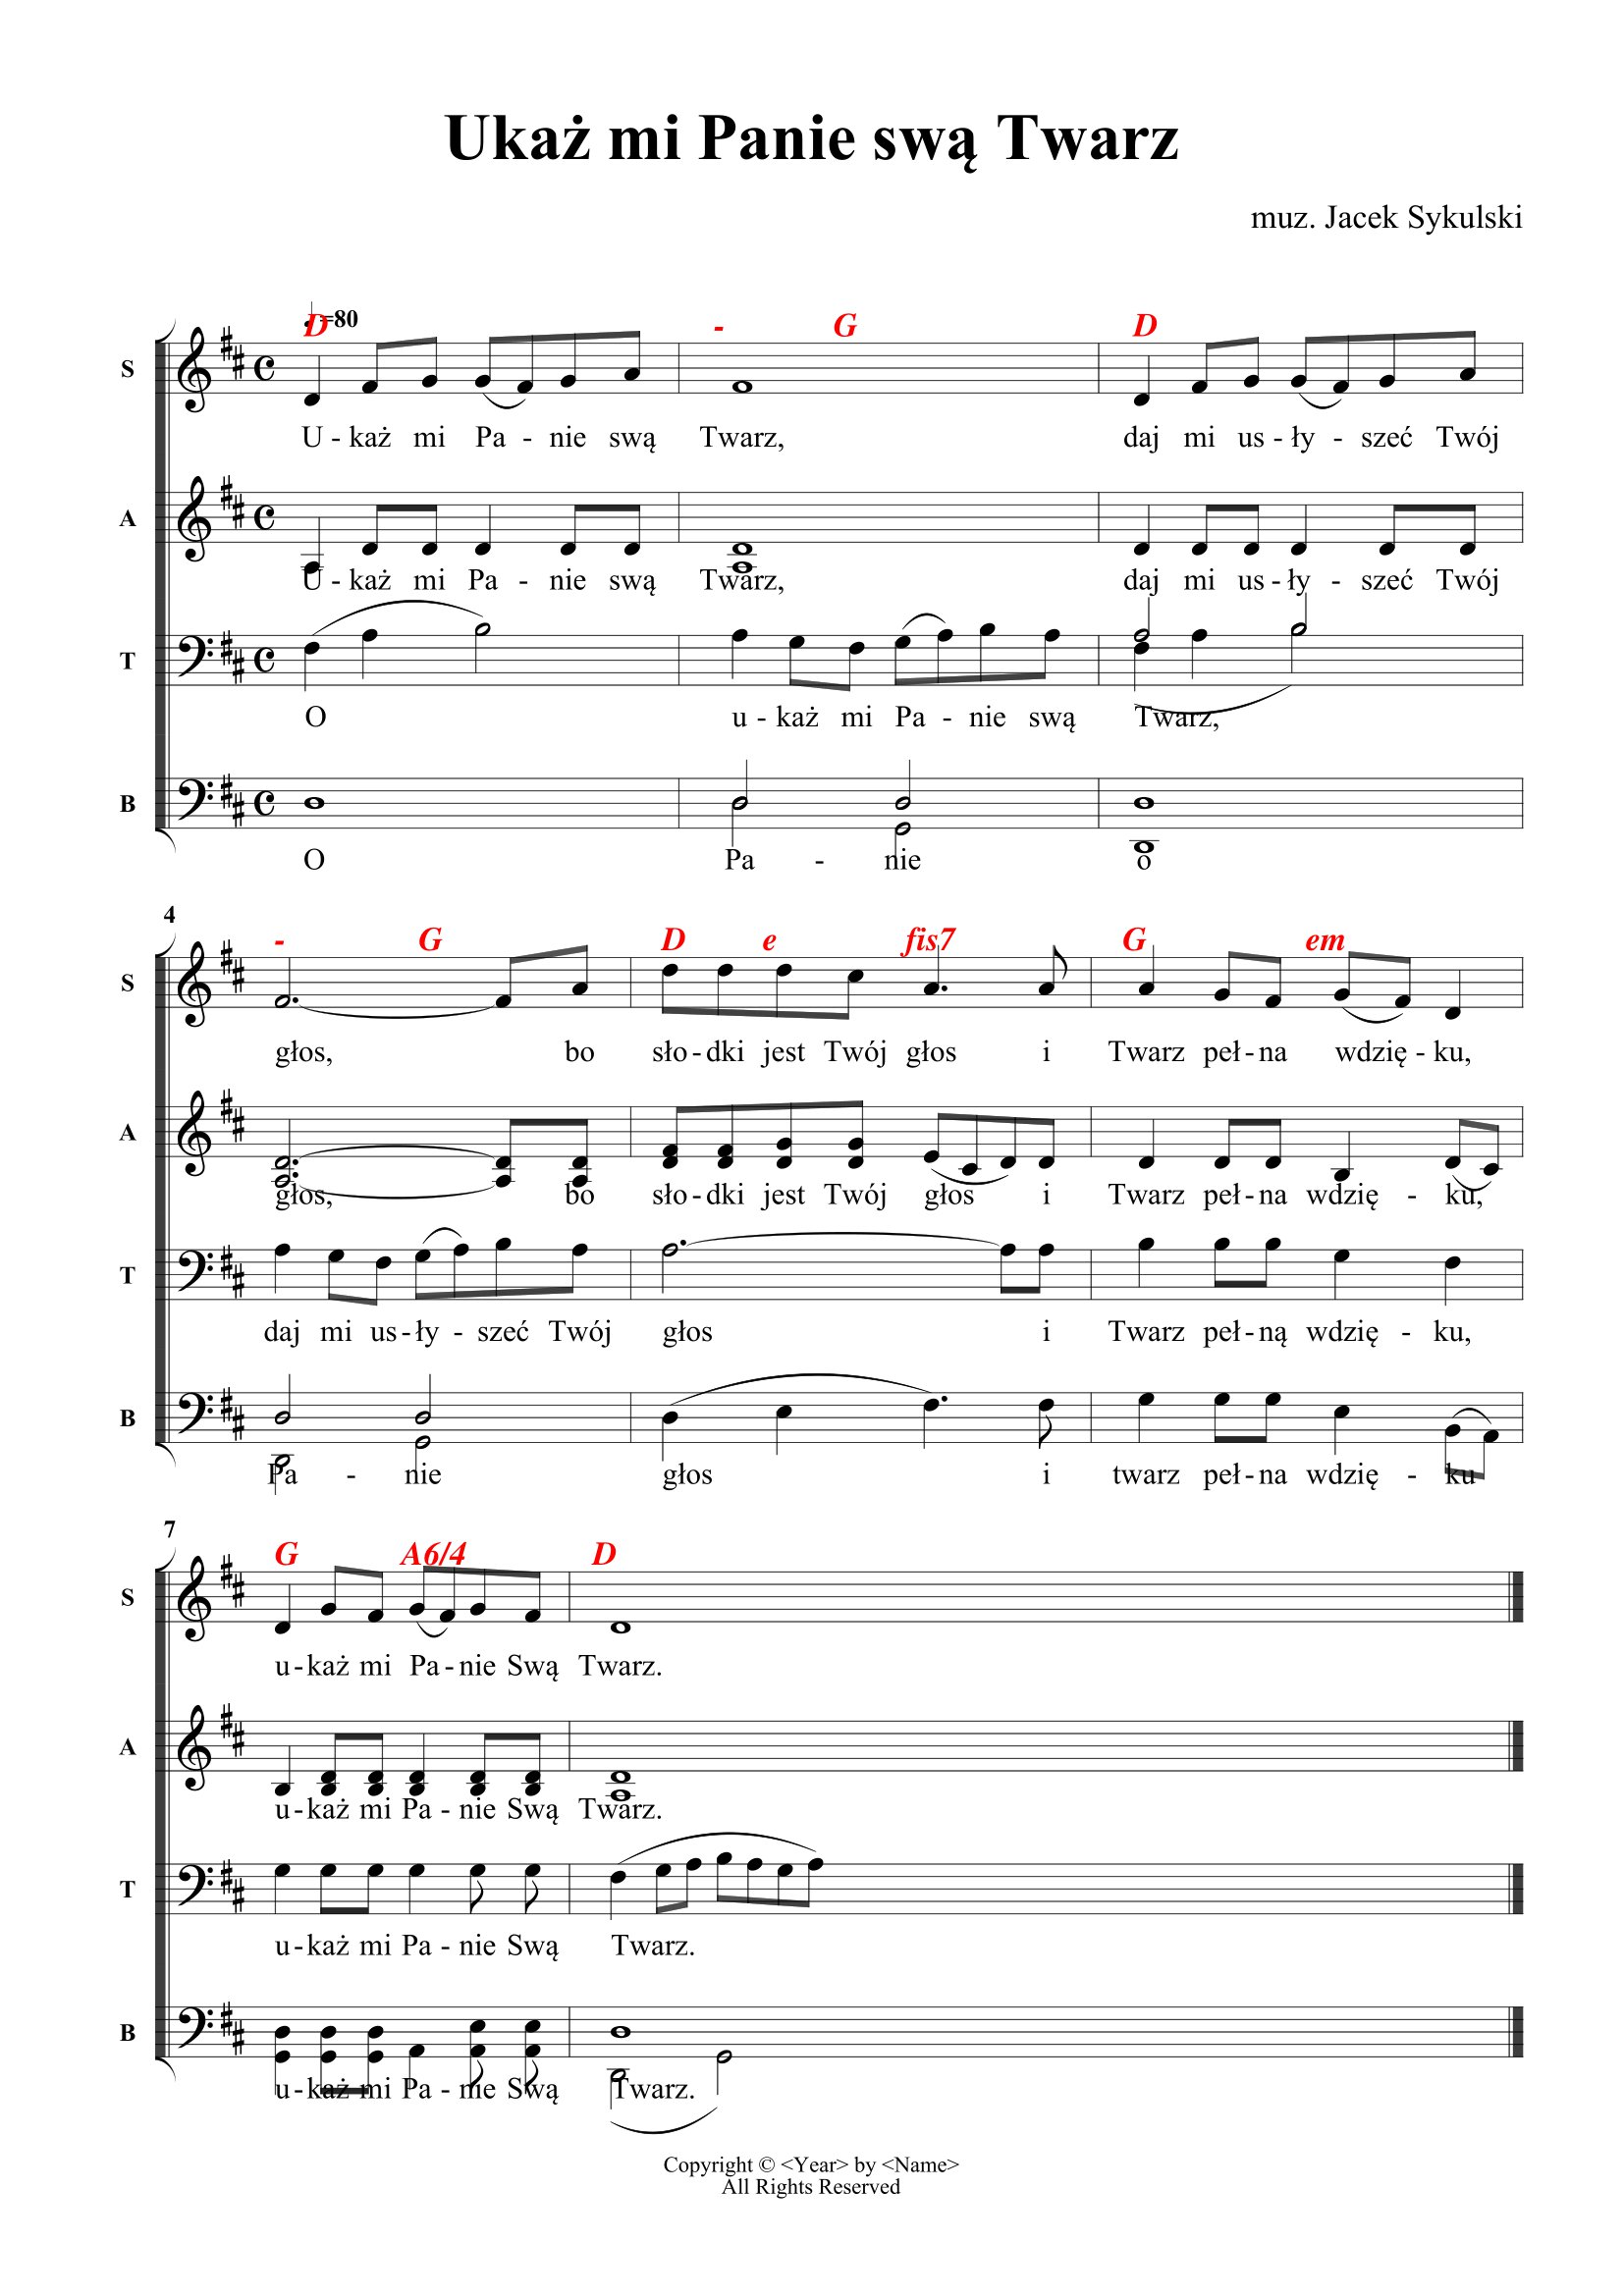 Ukaż mi Panie swą Twarz
muz. Jacek Sykulski
D =80 - G D
S
U - każ mi Pa - nie swą Twarz, daj mi us - ły - szeć Twój
A
U - każ mi Pa - nie swą Twarz, daj mi us - ły - szeć Twój
T
O u - każ mi Pa - nie swą Twarz,
B
O Pa - nie o
4
- G D e fis7 G em
S
głos, bo sło - dki jest Twój głos i Twarz peł - na wdzię - ku,
A
głos, bo sło - dki jest Twój głos i Twarz peł - na wdzię - ku,
T
daj mi us - ły - szeć Twój głos i Twarz peł - ną wdzię - ku,
B
Pa - nie głos i twarz peł - na wdzię - ku
7
G A6/4 D
S
u - każ mi Pa - nie Swą Twarz.
A
u - każ mi Pa - nie Swą Twarz.
T
u - każ mi Pa - nie Swą Twarz.
B
u - każ mi Pa - nie Swą Twarz.
Copyright © <Year> by <Name>
All Rights Reserved